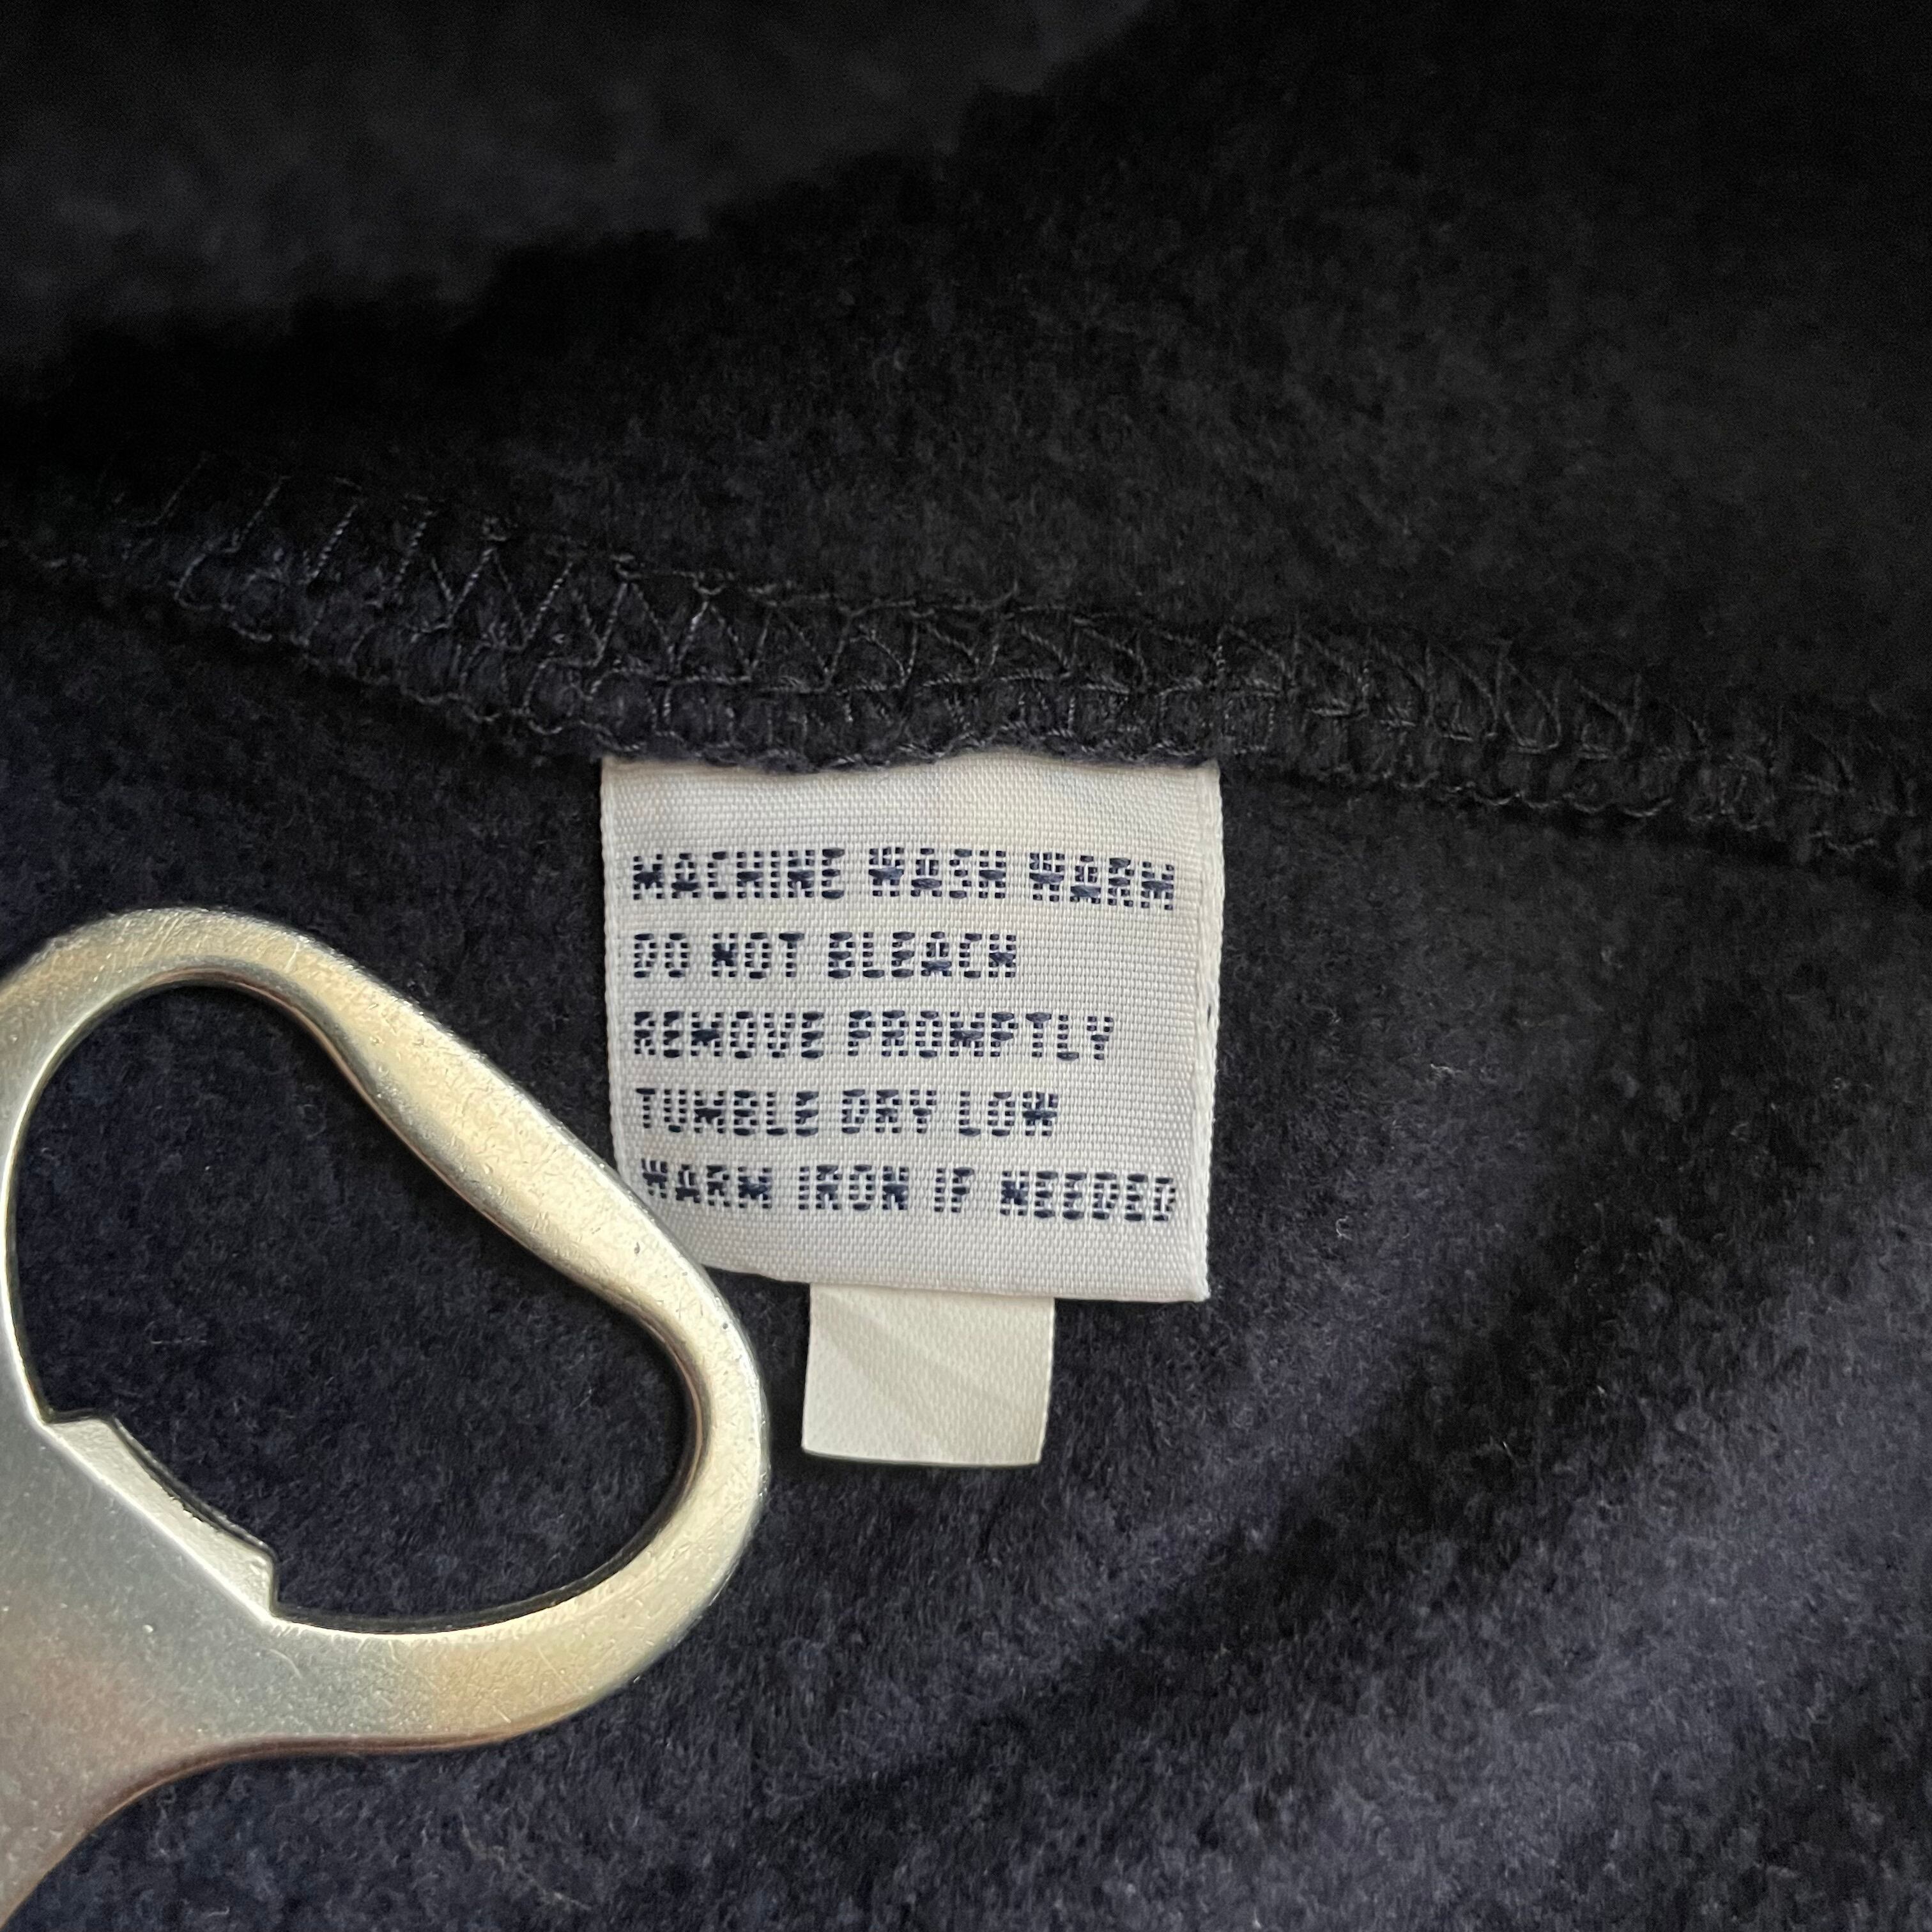 MACHINE WASH WARM
DO NOT BLEACH
REMOVE PROMPTLY
TUMBLE DRY LOW
WARM IRON IF NEEDED